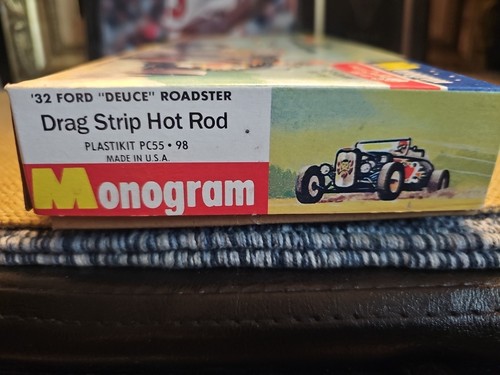 '32 FORD "DEUCE" ROADSTER
Drag Strip Hot Rod
PLASTIKIT PC55 • 98
MADE IN U.S.A.
Monogram